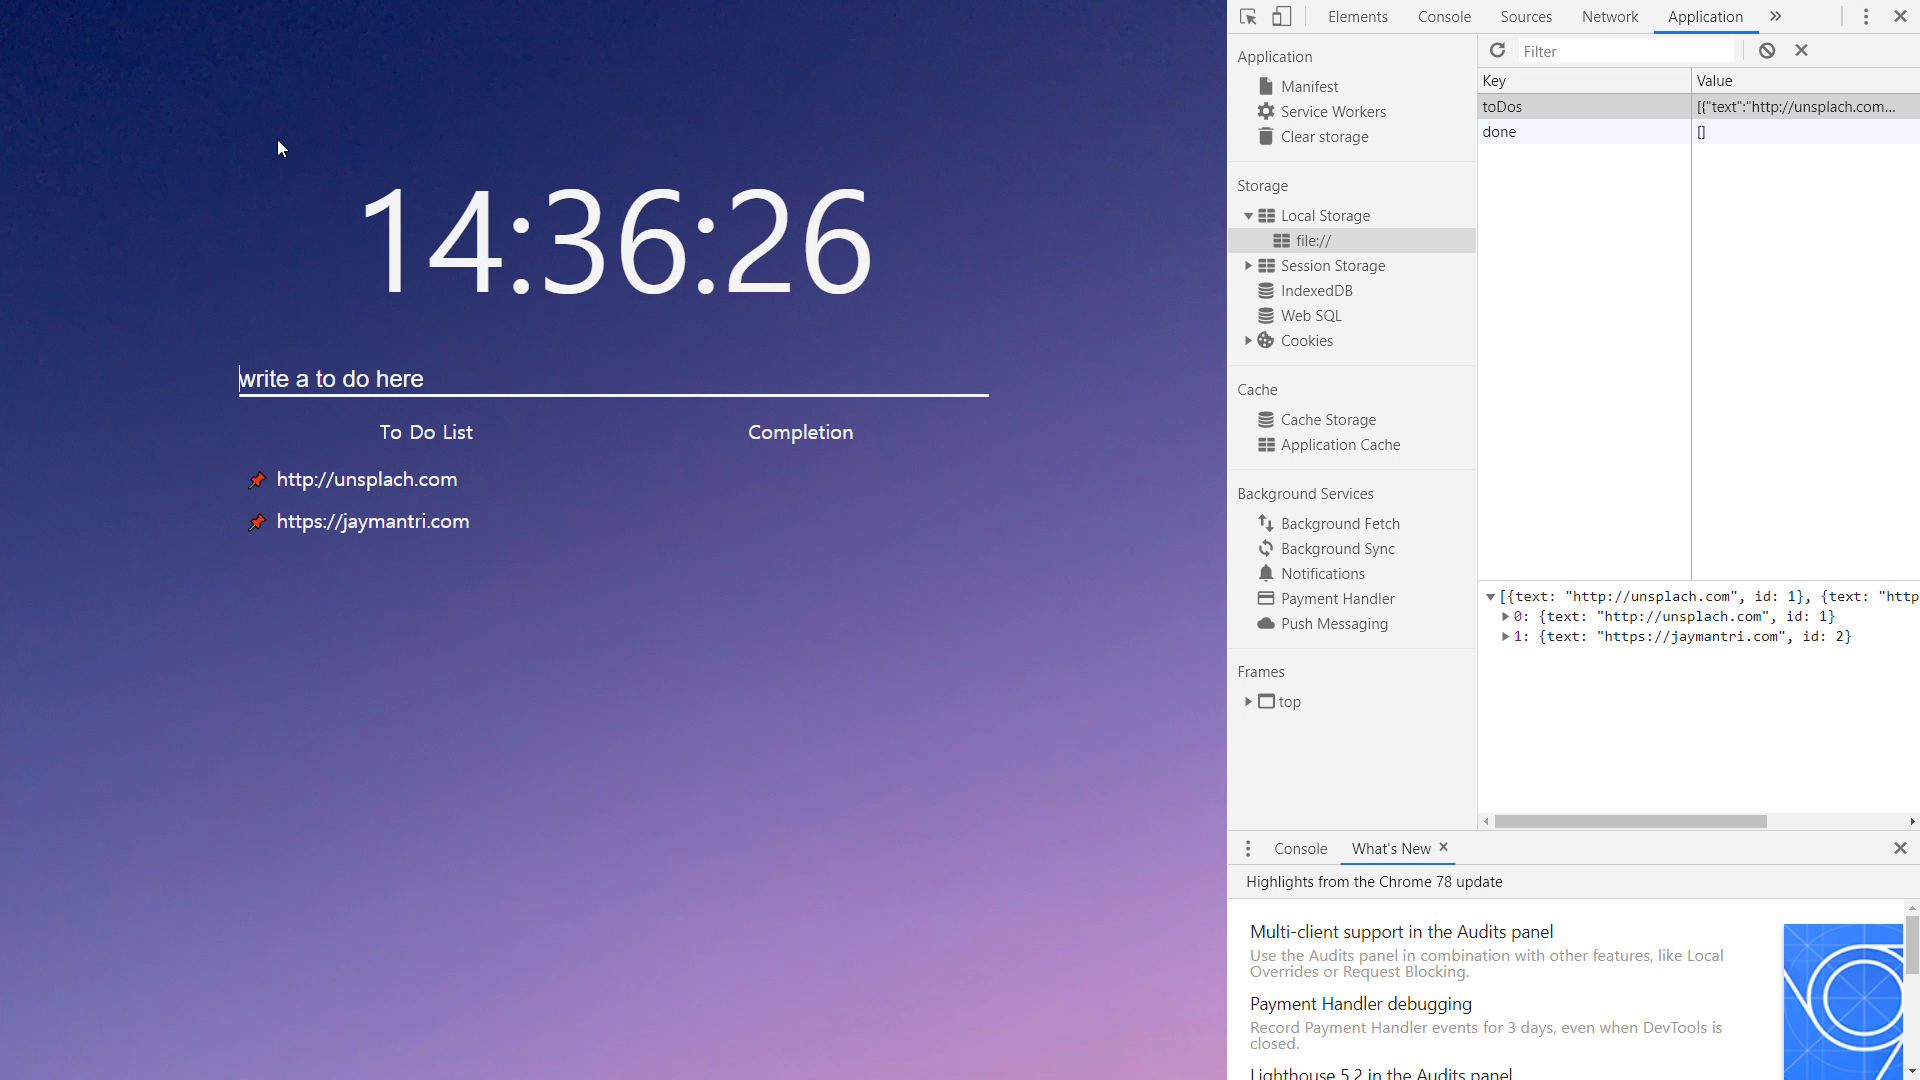 14:36:26
write a to do here
To Do List
Completion
http://unsplach.com
https://jaymantri.com
Elements Console Sources Network Application
Application
Manifest
Service Workers
Clear storage
Storage
Local Storage
file://
Session Storage
IndexedDB
Web SQL
Cookies
Cache
Cache Storage
Application Cache
Background Services
Background Fetch
Background Sync
Notifications
Payment Handler
Push Messaging
Frames
top
Filter
Key Value
toDos [{"text":"http://unsplach.com...
done []
[{text: "http://unsplach.com", id: 1}, {text: "http
0: {text: "http://unsplach.com", id: 1}
1: {text: "https://jaymantri.com", id: 2}
Console What's New
Highlights from the Chrome 78 update
Multi-client support in the Audits panel
Use the Audits panel in combination with other features, like Local
Overrides or Request Blocking.
Payment Handler debugging
Record Payment Handler events for 3 days, even when DevTools is
closed.
Lighthouse 5.2 in the Audits panel